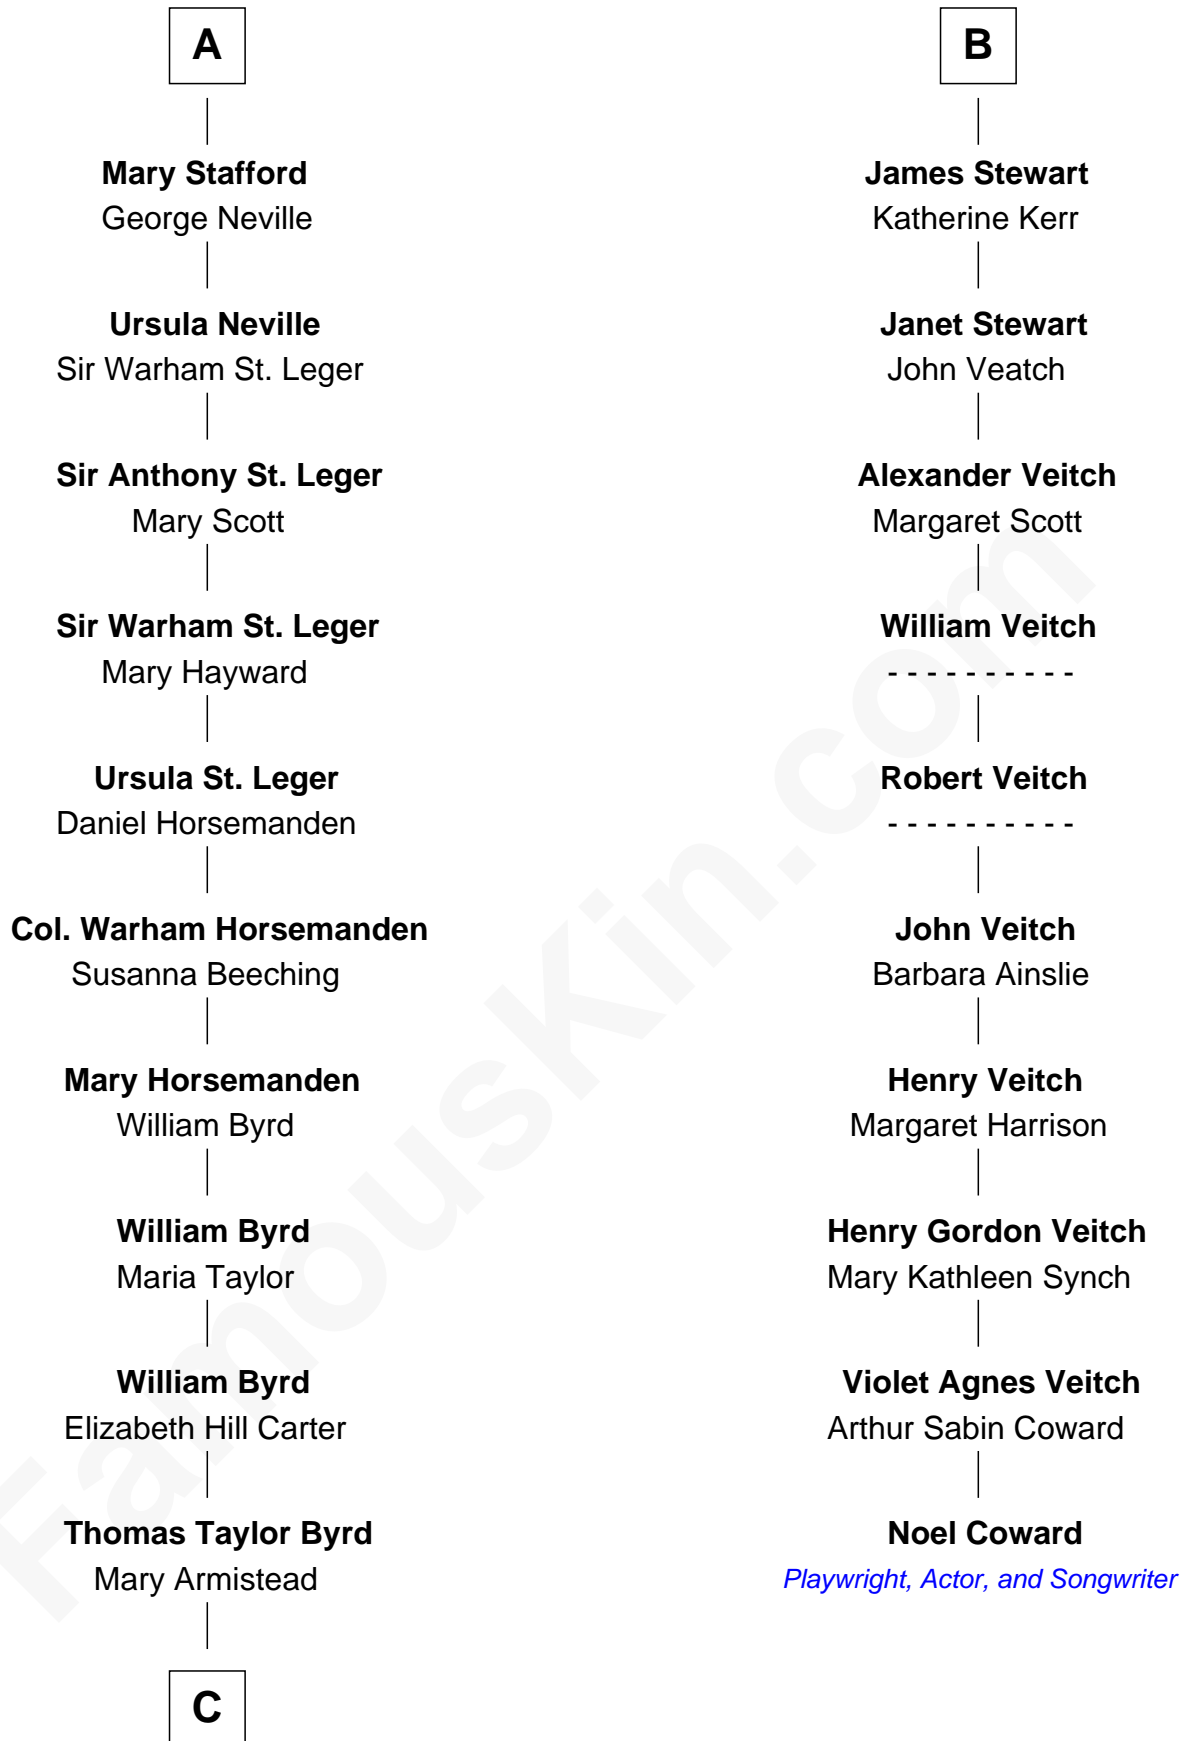 A
Mary Stafford
George Neville
Ursula Neville
Sir Warham St. Leger
Sir Anthony St. Leger
Mary Scott
Sir Warham St. Leger
Mary Hayward
Ursula St. Leger
Daniel Horsemanden
Col. Warham Horsemanden
Susanna Beeching
Mary Horsemanden
William Byrd
William Byrd
Maria Taylor
William Byrd
Elizabeth Hill Carter
Thomas Taylor Byrd
Mary Armistead
C
B
James Stewart
Katherine Kerr
Janet Stewart
John Veatch
Alexander Veitch
Margaret Scott
William Veitch
- - - - - - - - - -
Robert Veitch
- - - - - - - - - -
John Veitch
Barbara Ainslie
Henry Veitch
Margaret Harrison
Henry Gordon Veitch
Mary Kathleen Synch
Violet Agnes Veitch
Arthur Sabin Coward
Noel Coward
Playwright, Actor, and Songwriter
FamousKin.com